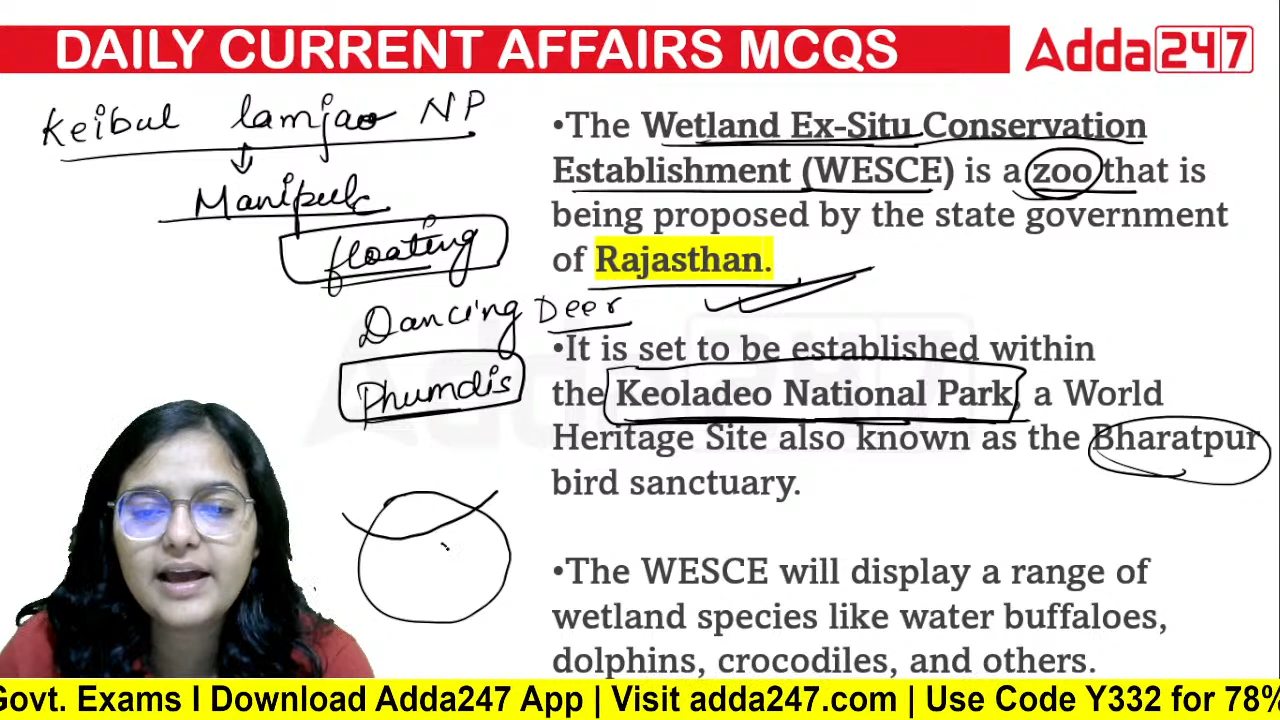 DAILY CURRENT AFFAIRS MCQS
Adda247
Keibul lamjao NP
Manipur
floating
Dancing Deer
Phumdis
•The Wetland Ex-Situ Conservation
Establishment (WESCE) is a zoo that is
being proposed by the state government
of Rajasthan.
•It is set to be established within
the Keoladeo National Park, a World
Heritage Site also known as the Bharatpur
bird sanctuary.
•The WESCE will display a range of
wetland species like water buffaloes,
dolphins, crocodiles, and others.
Govt. Exams I Download Adda247 App | Visit adda247.com | Use Code Y332 for 78%